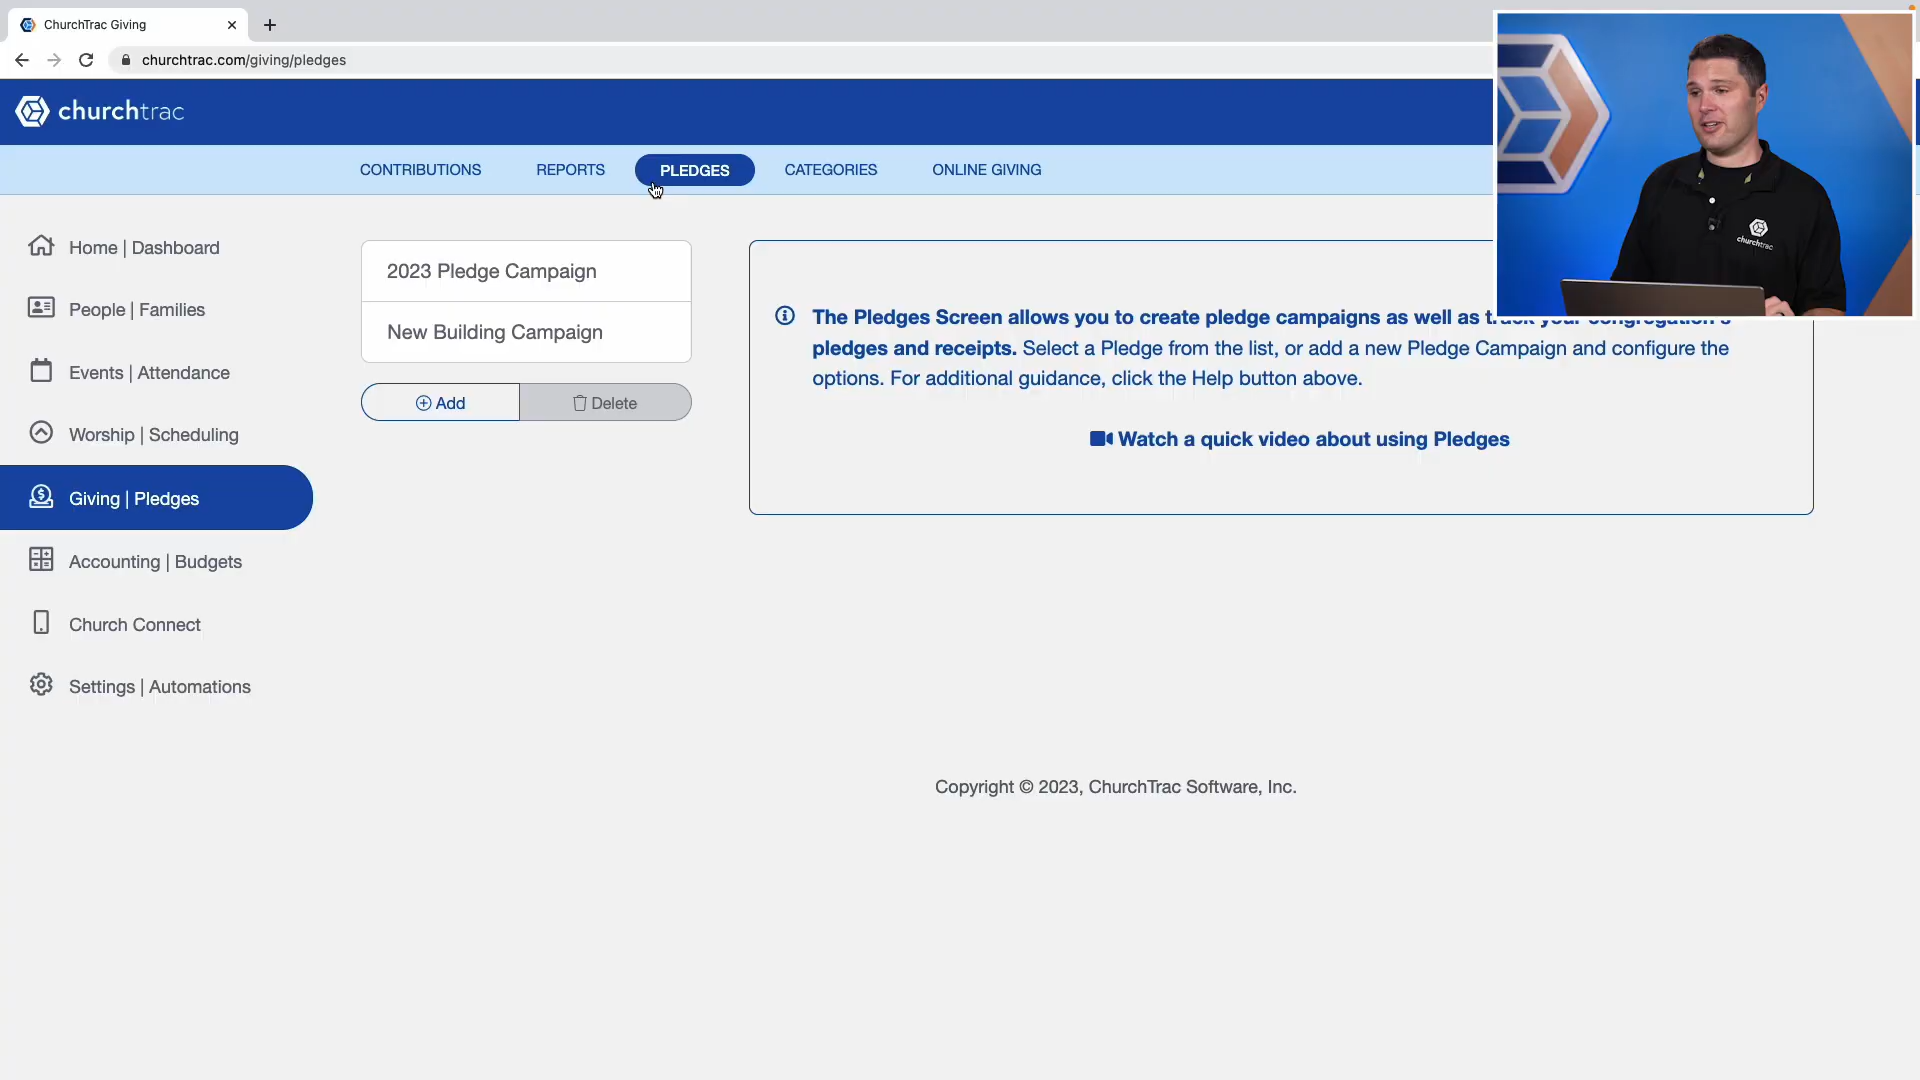 ChurchTrac Giving
churchtrac.com/giving/pledges
churchtrac
CONTRIBUTIONS REPORTS PLEDGES CATEGORIES ONLINE GIVING
Home | Dashboard
People | Families
Events | Attendance
Worship | Scheduling
Giving | Pledges
Accounting | Budgets
Church Connect
Settings | Automations
2023 Pledge Campaign
New Building Campaign
Add Delete
The Pledges Screen allows you to create pledge campaigns as well as track your congregation's
pledges and receipts. Select a Pledge from the list, or add a new Pledge Campaign and configure the
options. For additional guidance, click the Help button above.
Watch a quick video about using Pledges
Copyright © 2023, ChurchTrac Software, Inc.
churchtrac